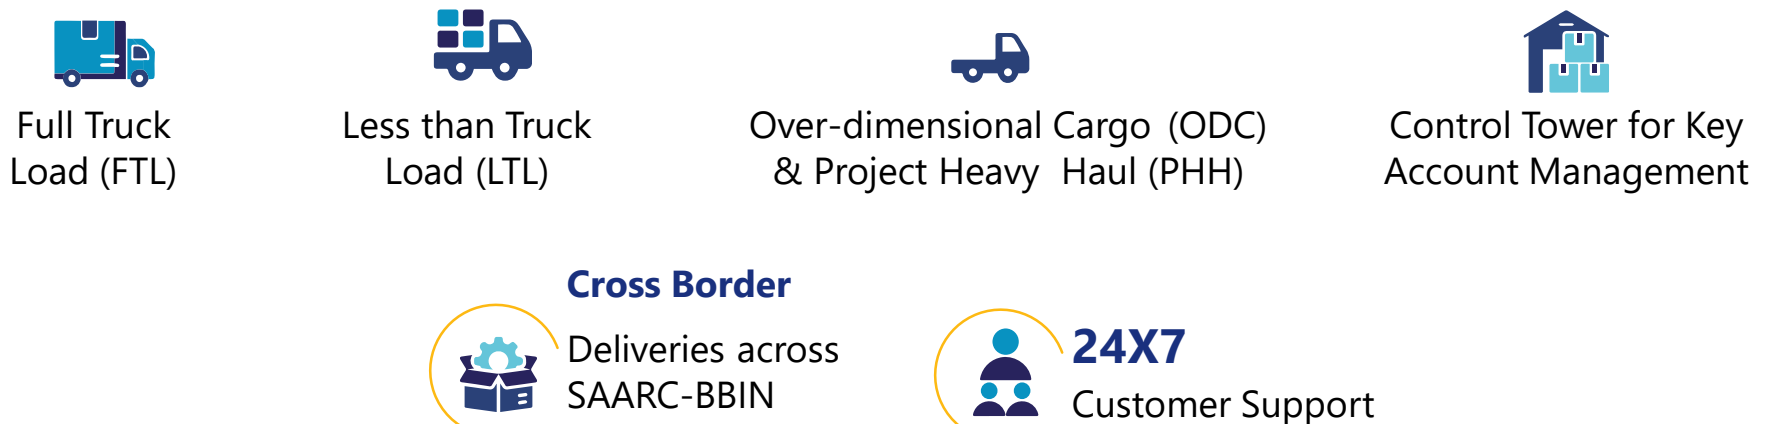 Full Truck
Load (FTL)
Less than Truck
Load (LTL)
Over-dimensional Cargo (ODC)
& Project Heavy Haul (PHH)
Control Tower for Key
Account Management
Cross Border
Deliveries across
SAARC-BBIN
24X7
Customer Support